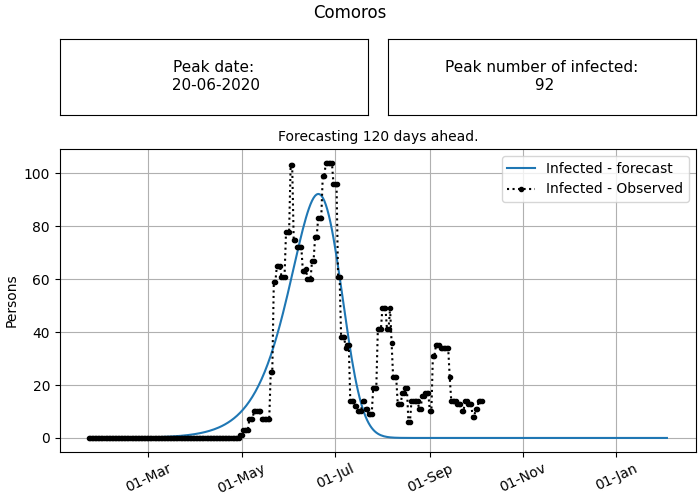 Comoros
Peak date:
20-06-2020
Peak number of infected:
92
Forecasting 120 days ahead.
Infected - forecast
Infected - Observed
Persons
100
80
60
40
20
0
01-Mar
01-May
01-Jul
01-Sep
01-Nov
01-Jan